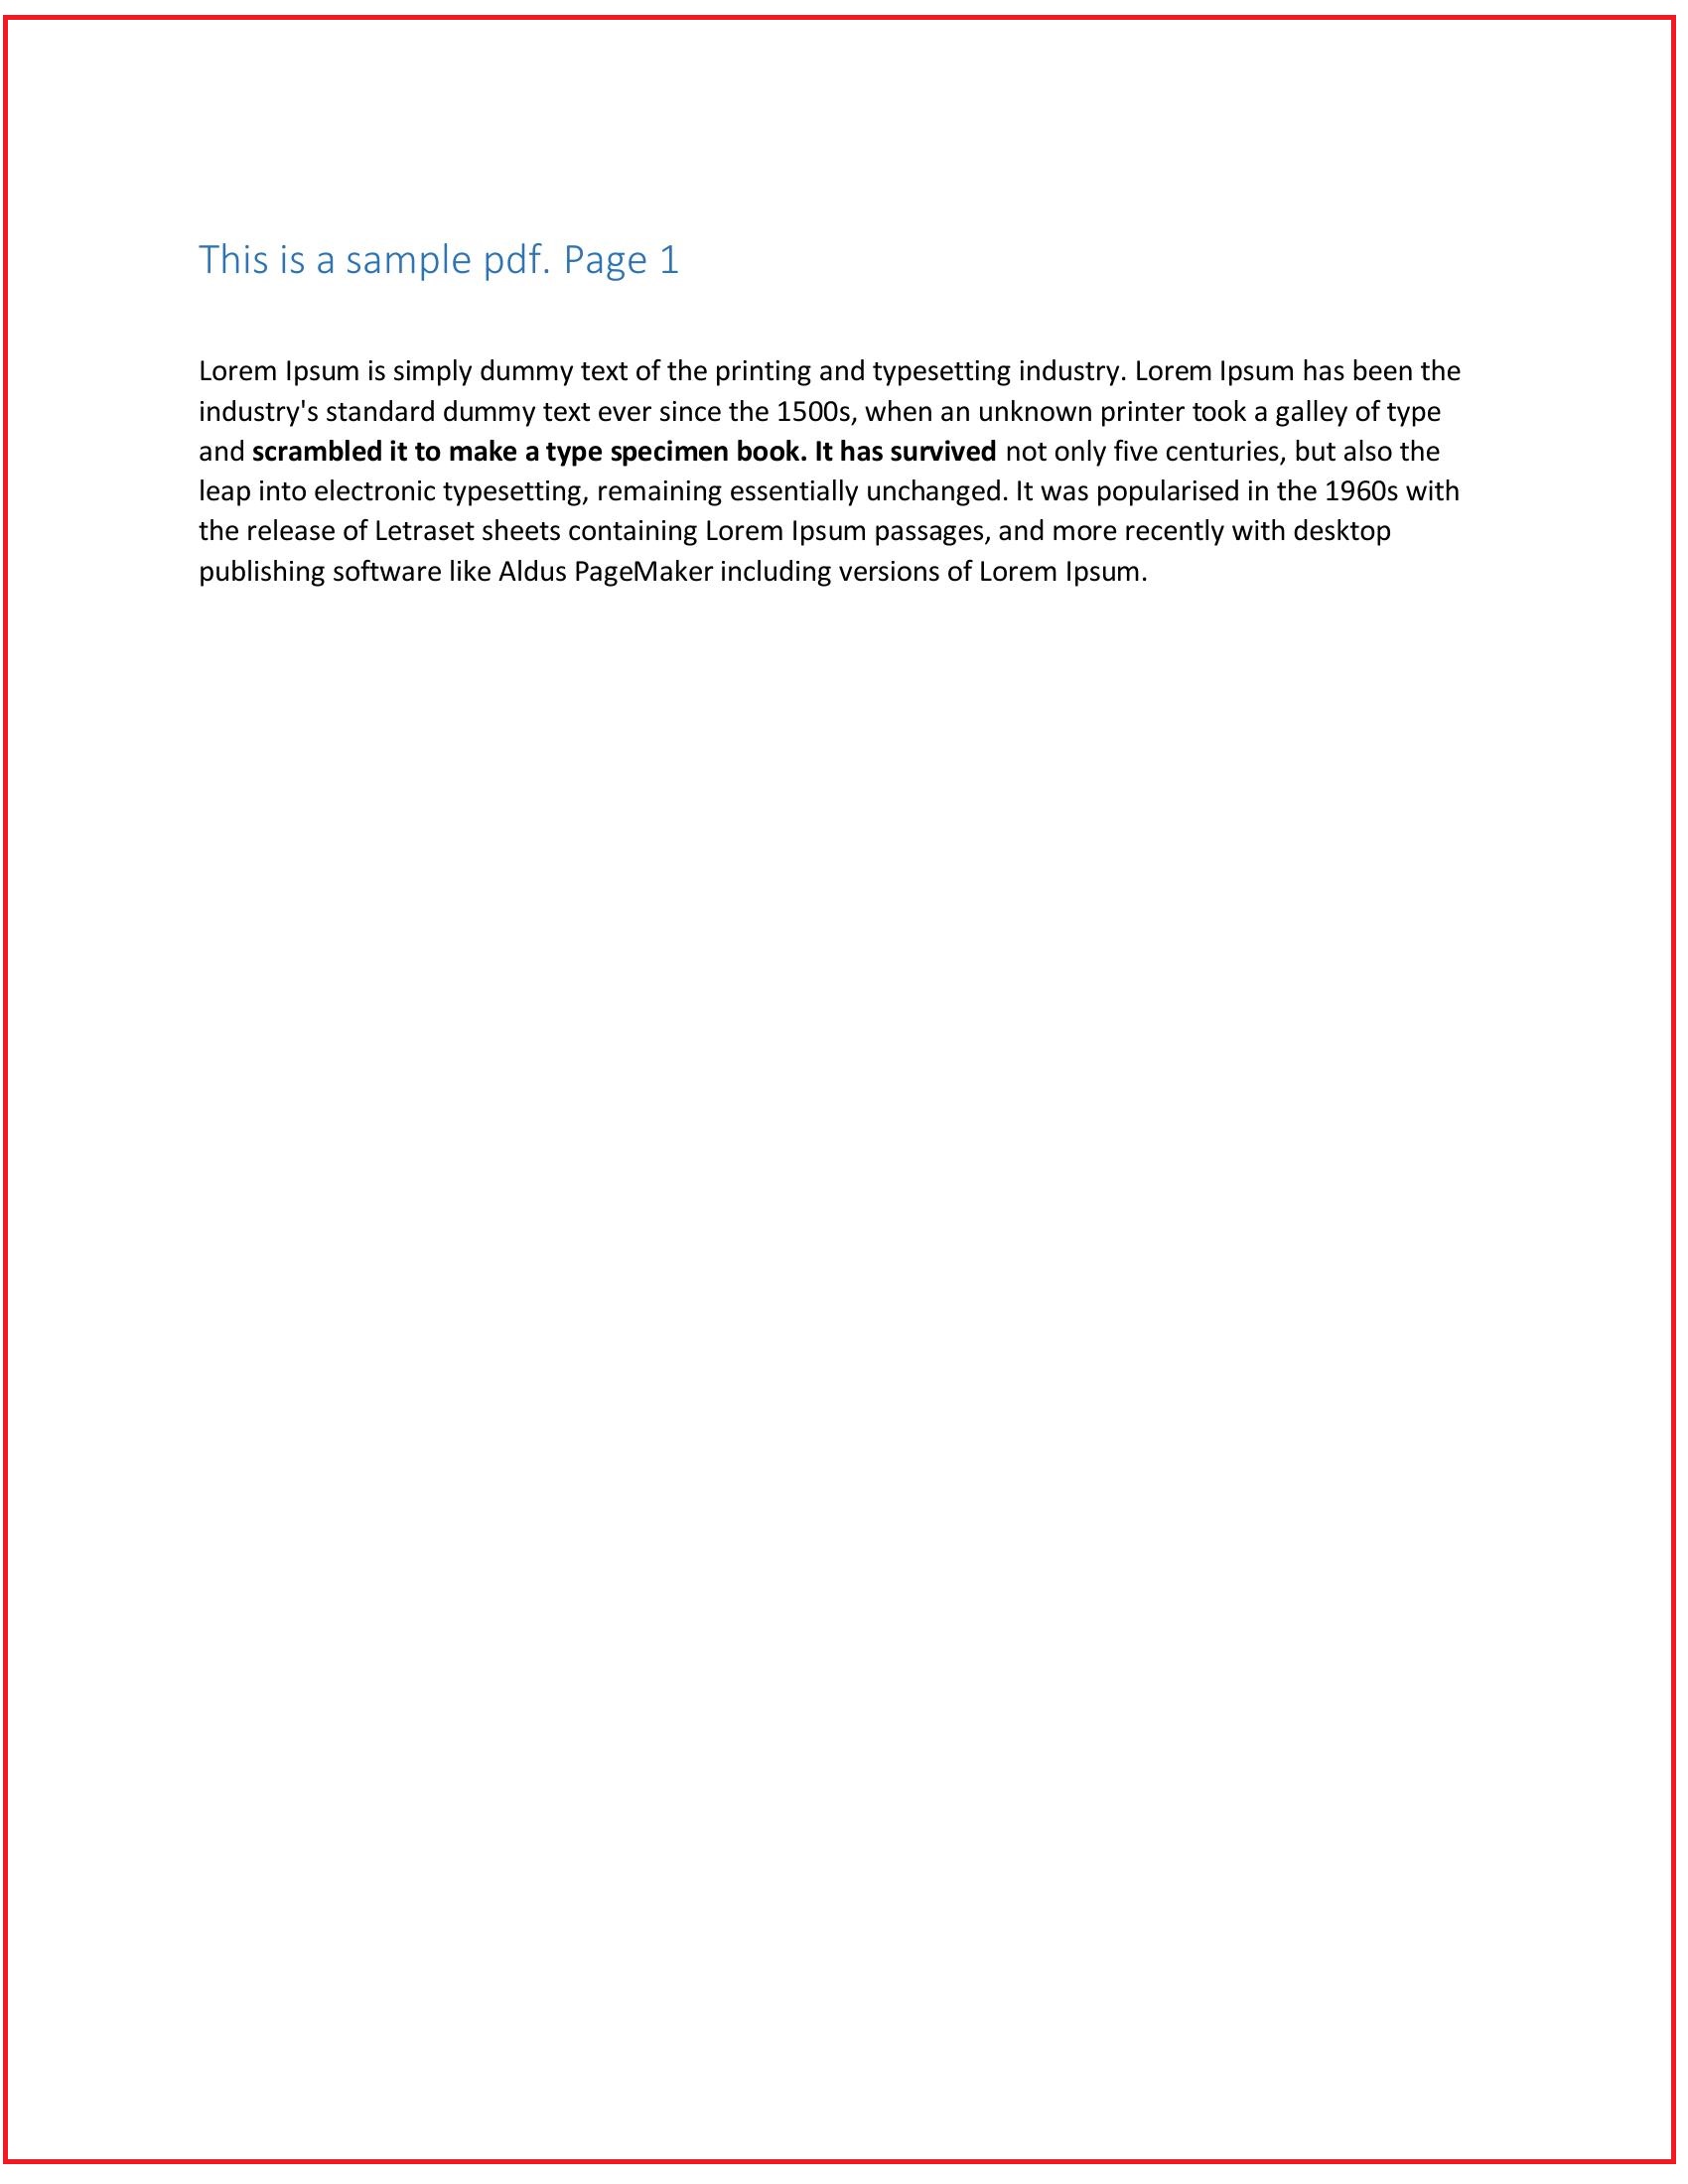 This is a sample pdf. Page 1
Lorem Ipsum is simply dummy text of the printing and typesetting industry. Lorem Ipsum has been the
industry's standard dummy text ever since the 1500s, when an unknown printer took a galley of type
and scrambled it to make a type specimen book. It has survived not only five centuries, but also the
leap into electronic typesetting, remaining essentially unchanged. It was popularised in the 1960s with
the release of Letraset sheets containing Lorem Ipsum passages, and more recently with desktop
publishing software like Aldus PageMaker including versions of Lorem Ipsum.